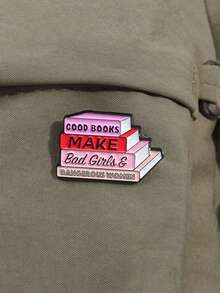 GOOD BOOKS
MAKE
Bad Girls &
DANGEROUS WOMEN